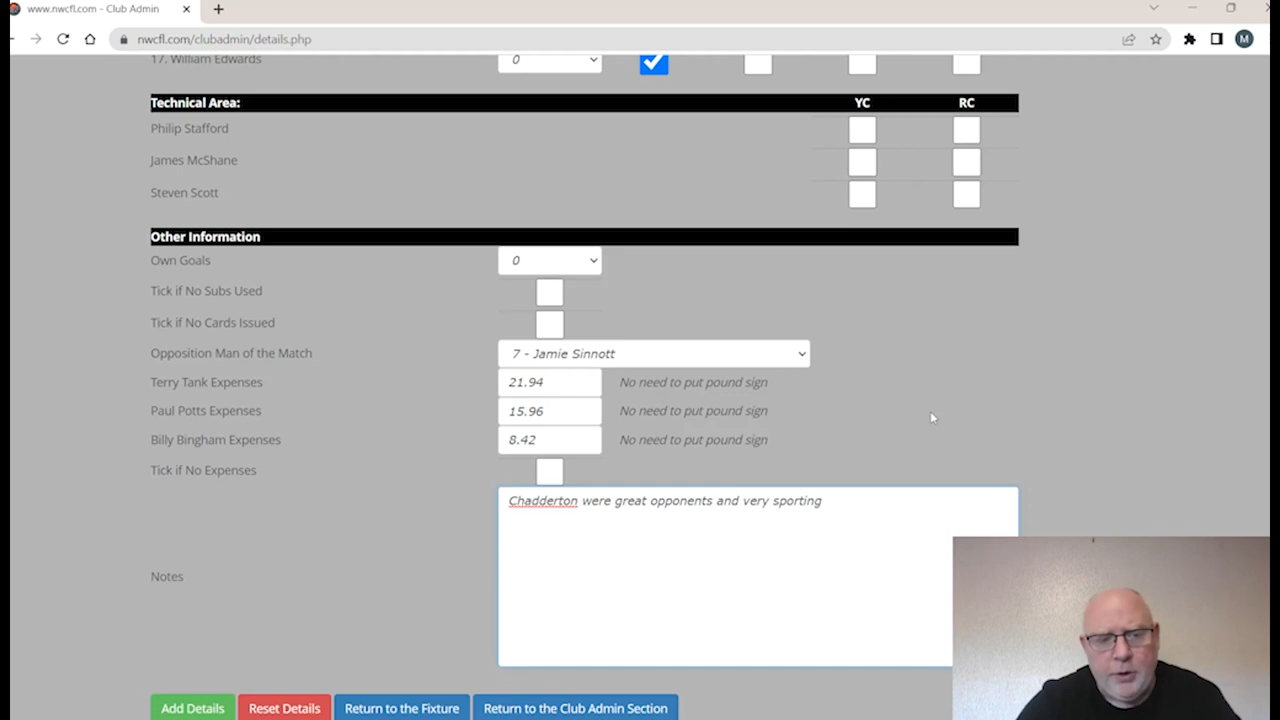 www.nwcfl.com - Club Admin
nwcfl.com/clubadmin/details.php
M
17. William Edwards 0
Technical Area: YC RC
Philip Stafford
James McShane
Steven Scott
Other Information
Own Goals 0
Tick if No Subs Used
Tick if No Cards Issued
Opposition Man of the Match 7 - Jamie Sinnott
Terry Tank Expenses 21.94 No need to put pound sign
Paul Potts Expenses 15.96 No need to put pound sign
Billy Bingham Expenses 8.42 No need to put pound sign
Tick if No Expenses
Chadderton were great opponents and very sporting
Notes
Add Details Reset Details Return to the Fixture Return to the Club Admin Section